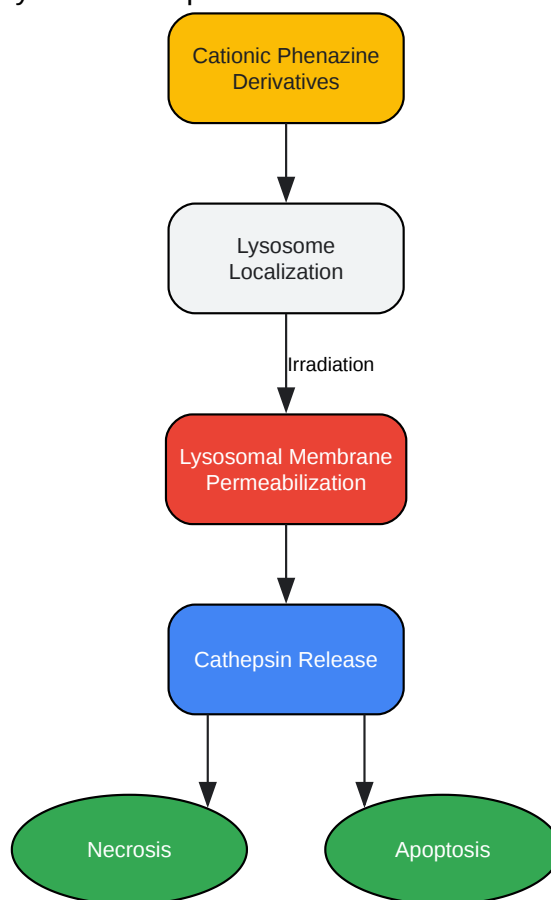 Cationic Phenazine
Derivatives
Lysosome
Localization
Irradiation
Lysosomal Membrane
Permeabilization
Cathepsin Release
Necrosis
Apoptosis